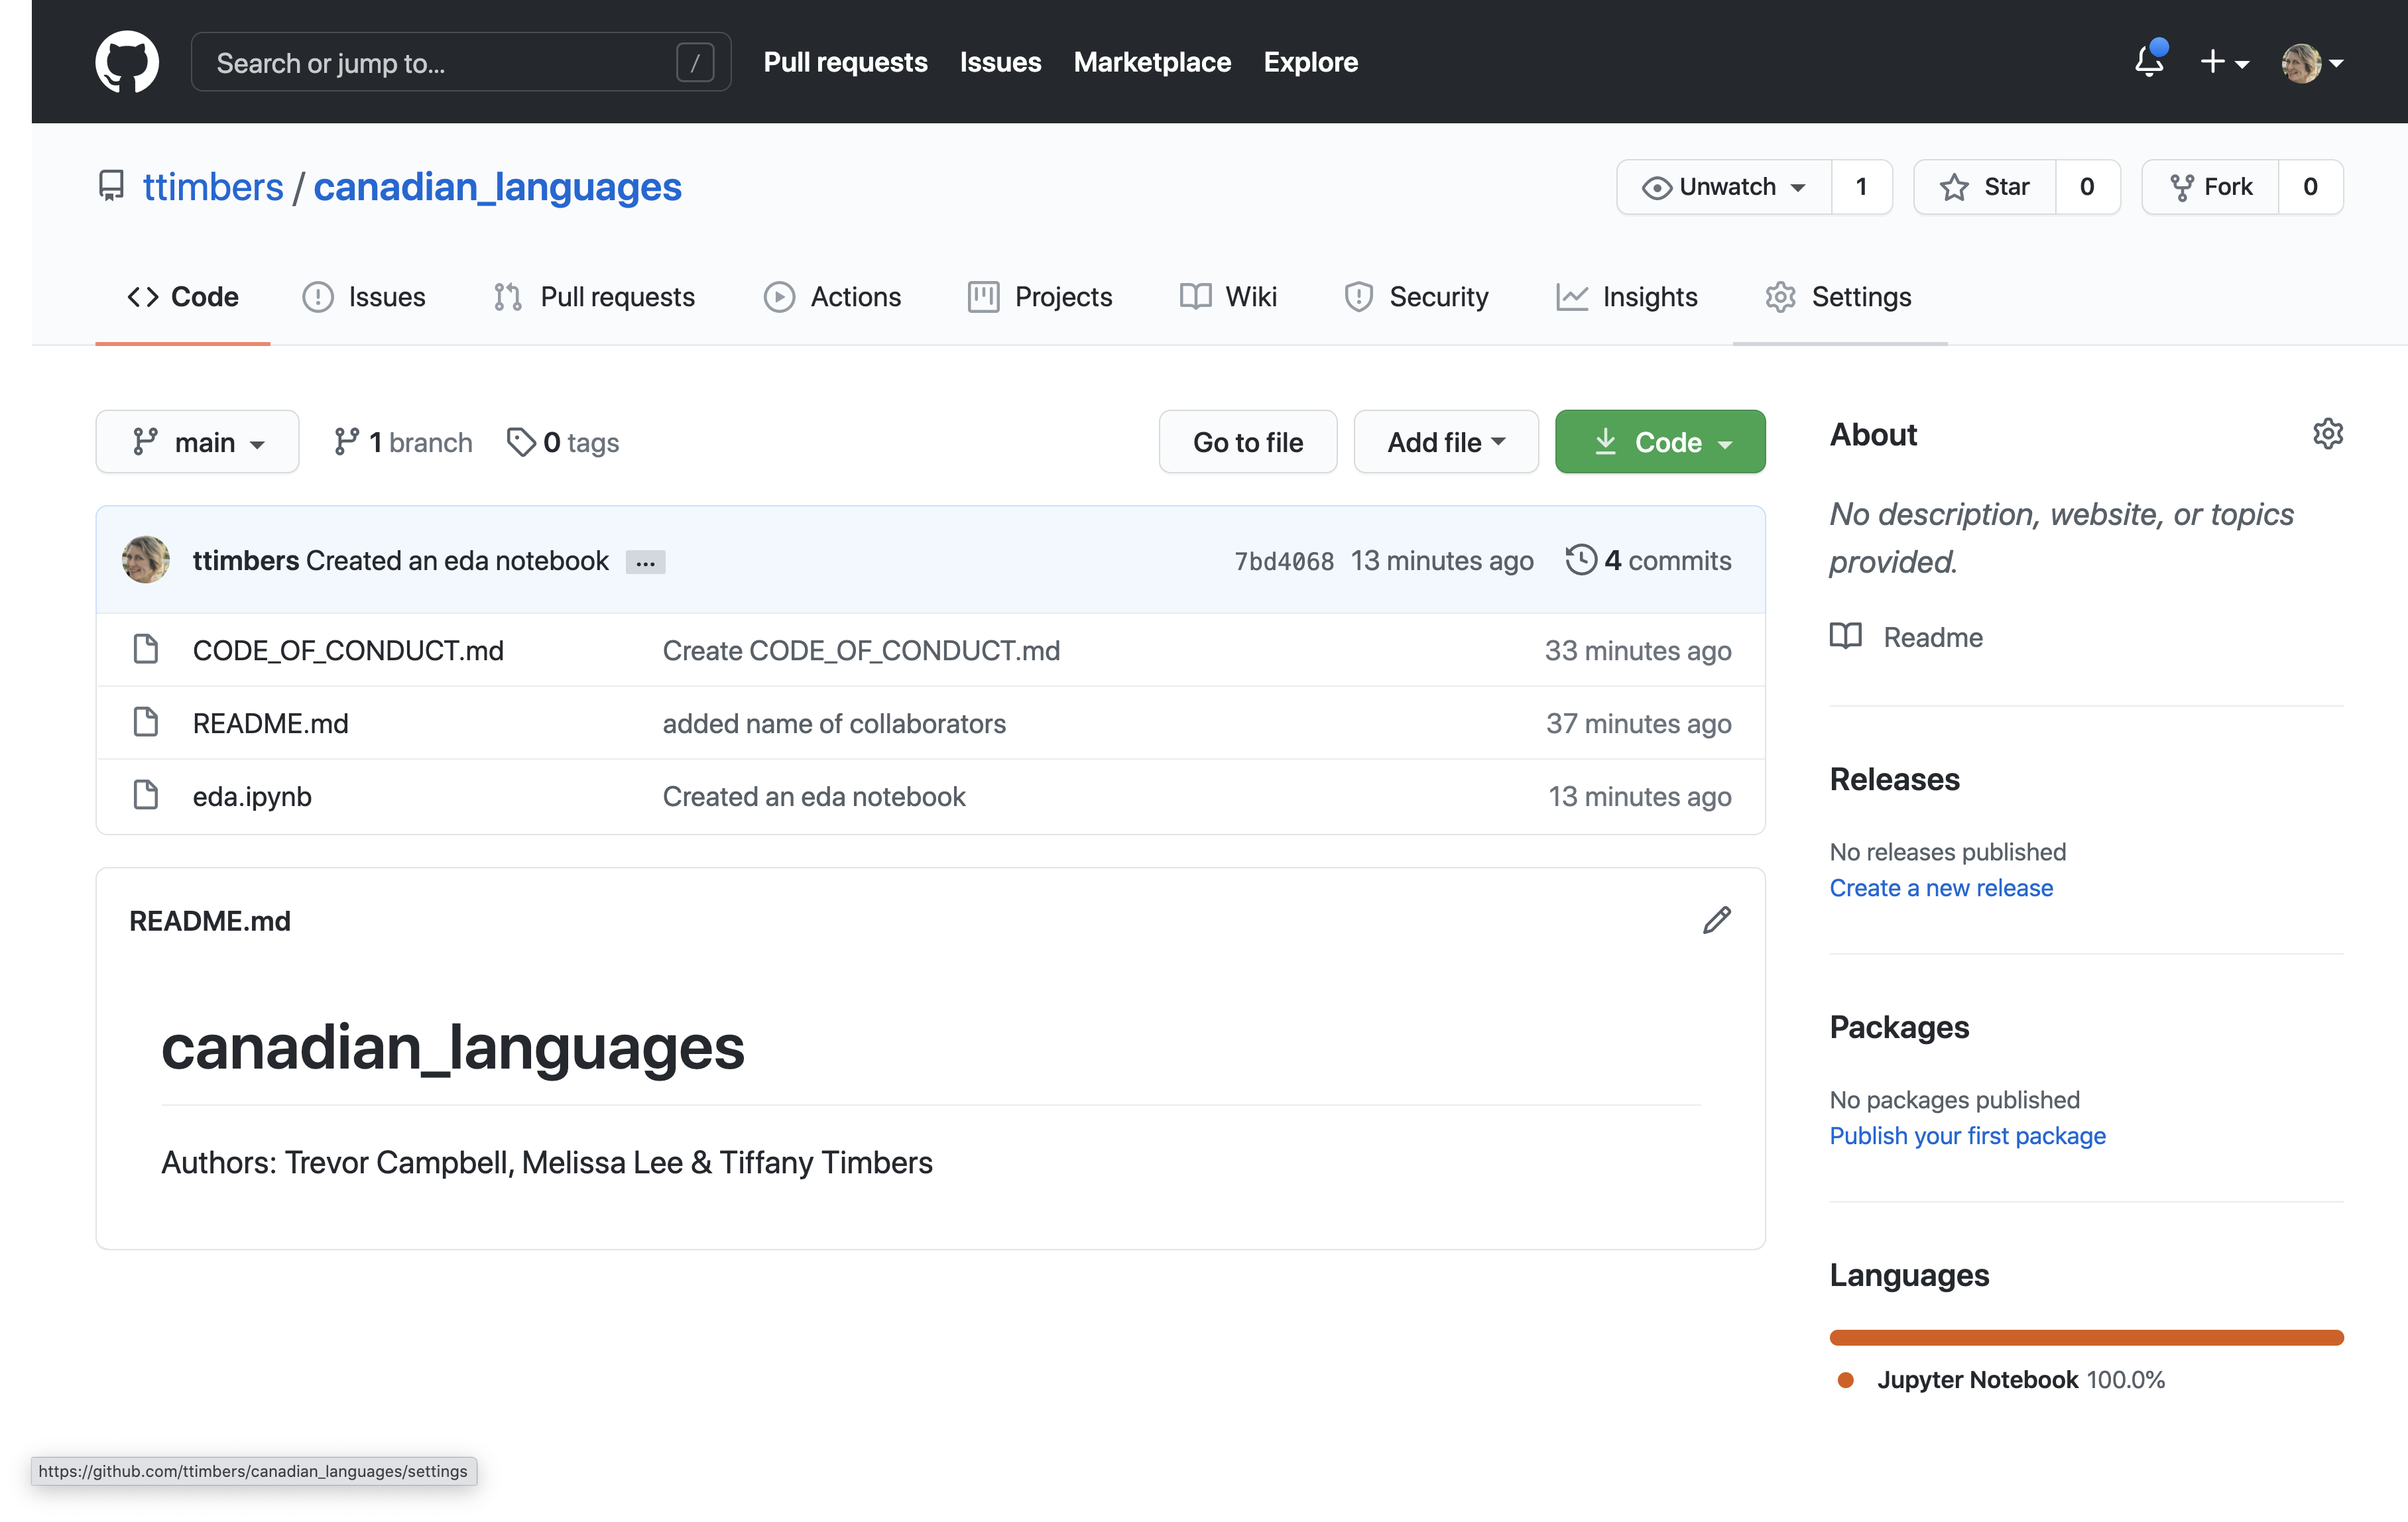 Search or jump to... / Pull requests Issues Marketplace Explore
ttimbers / canadian_languages Unwatch 1 Star 0 Fork 0
Code Issues Pull requests Actions Projects Wiki Security Insights Settings
main 1 branch 0 tags Go to file Add file Code
ttimbers Created an eda notebook ... 7bd4068 13 minutes ago 4 commits
CODE_OF_CONDUCT.md Create CODE_OF_CONDUCT.md 33 minutes ago
README.md added name of collaborators 37 minutes ago
eda.ipynb Created an eda notebook 13 minutes ago
README.md
canadian_languages
Authors: Trevor Campbell, Melissa Lee & Tiffany Timbers
About
No description, website, or topics
provided.
Readme
Releases
No releases published
Create a new release
Packages
No packages published
Publish your first package
Languages
Jupyter Notebook 100.0%
https://github.com/ttimbers/canadian_languages/settings